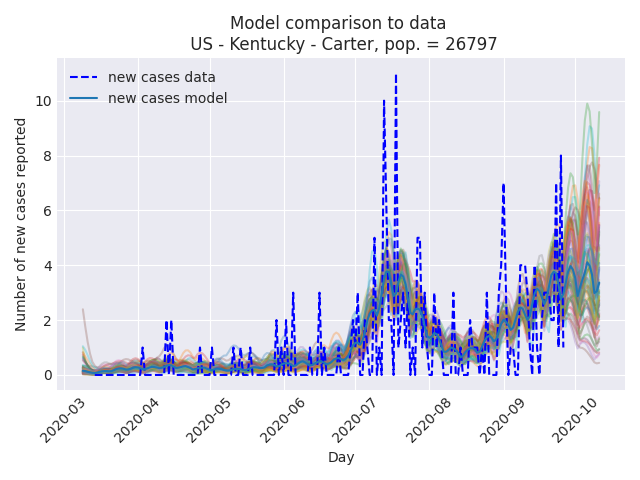 Model comparison to data
US - Kentucky - Carter, pop. = 26797
new cases data
new cases model
Number of new cases reported
10
8
6
4
2
0
2020-03
2020-04
2020-05
2020-06
2020-07
2020-08
2020-09
2020-10
Day